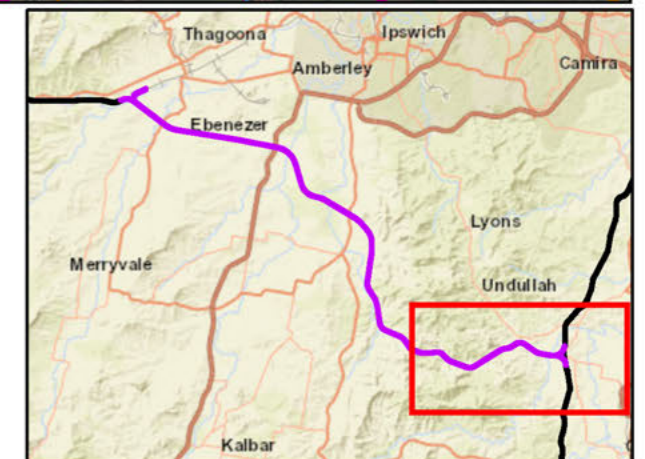 Thagoona
Ipswich
Amberley
Camira
Ebenezer
Lyons
Merryvale
Undullah
Kalbar